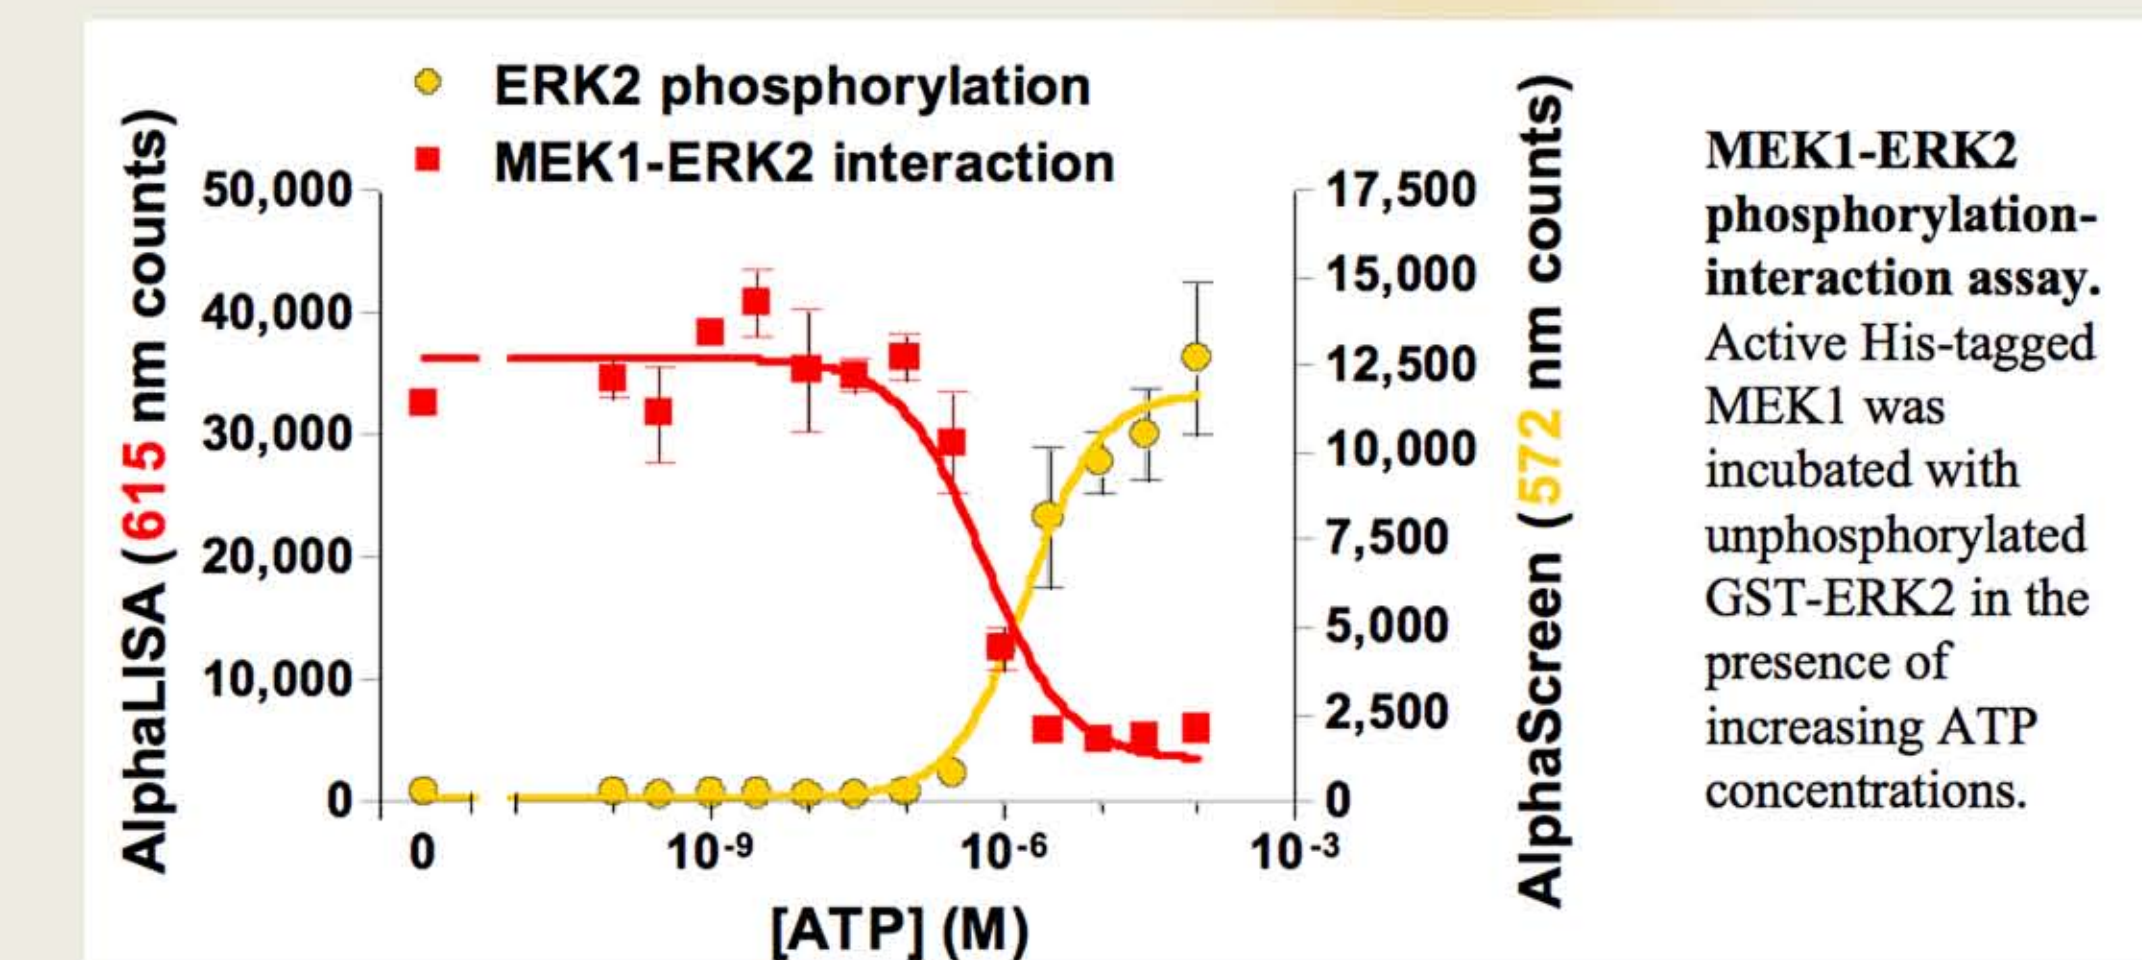 ERK2 phosphorylation
MEK1-ERK2 interaction
AlphaLISA (615 nm counts)
50,000
40,000
30,000
20,000
10,000
0
17,500
15,000
12,500
10,000
7,500
5,000
2,500
0
AlphaScreen (572 nm counts)
0
10-9
10-6
10-3
[ATP] (M)
MEK1-ERK2
phosphorylation-
interaction assay.
Active His-tagged
MEK1 was
incubated with
unphosphorylated
GST-ERK2 in the
presence of
increasing ATP
concentrations.